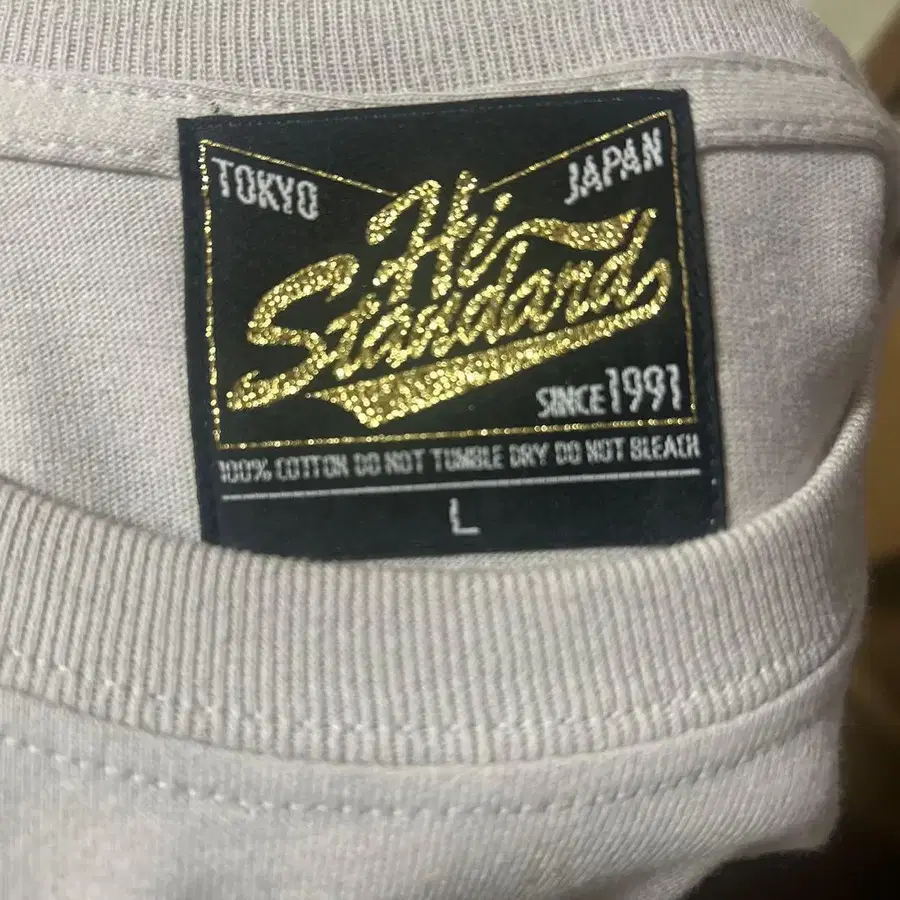 TOKYO
JAPAN
Hi
Standard
SINCE 1991
100% COTTON DO NOT TUMBLE DRY DO NOT BLEACH
L